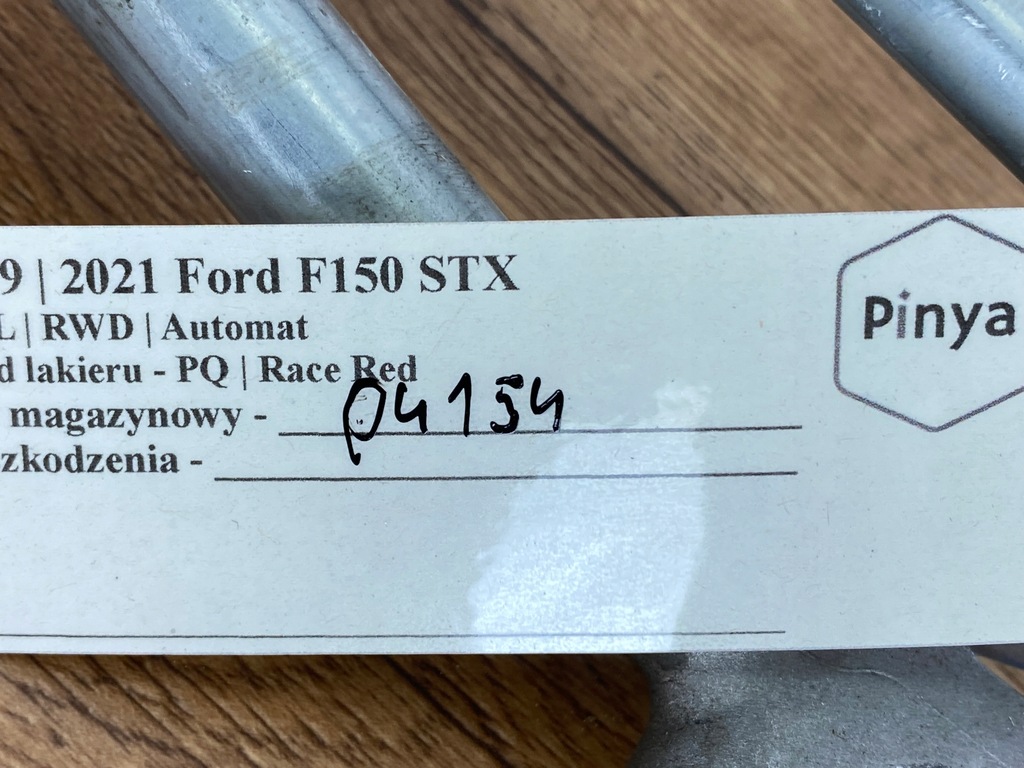 9 | 2021 Ford F150 STX
L | RWD | Automat
d lakieru - PQ | Race Red
magazynowy - p4154
zkodzenia -
Pinya